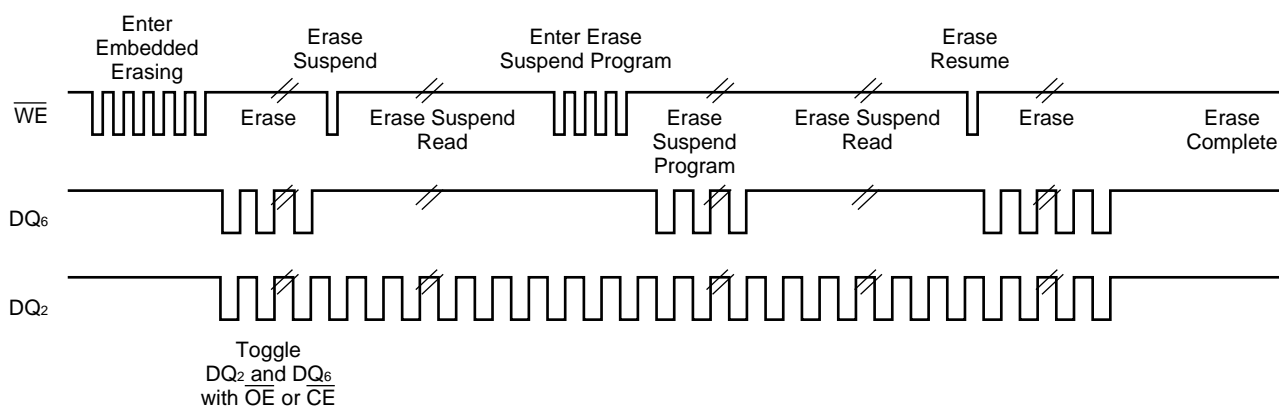 Enter
Embedded
Erasing
Erase
Suspend
Enter Erase
Suspend Program
Erase
Resume
WE
Erase
Erase Suspend
Read
Erase
Suspend
Program
Erase Suspend
Read
Erase
Erase
Complete
DQ6
DQ2
Toggle
DQ2 and DQ6
with OE or CE